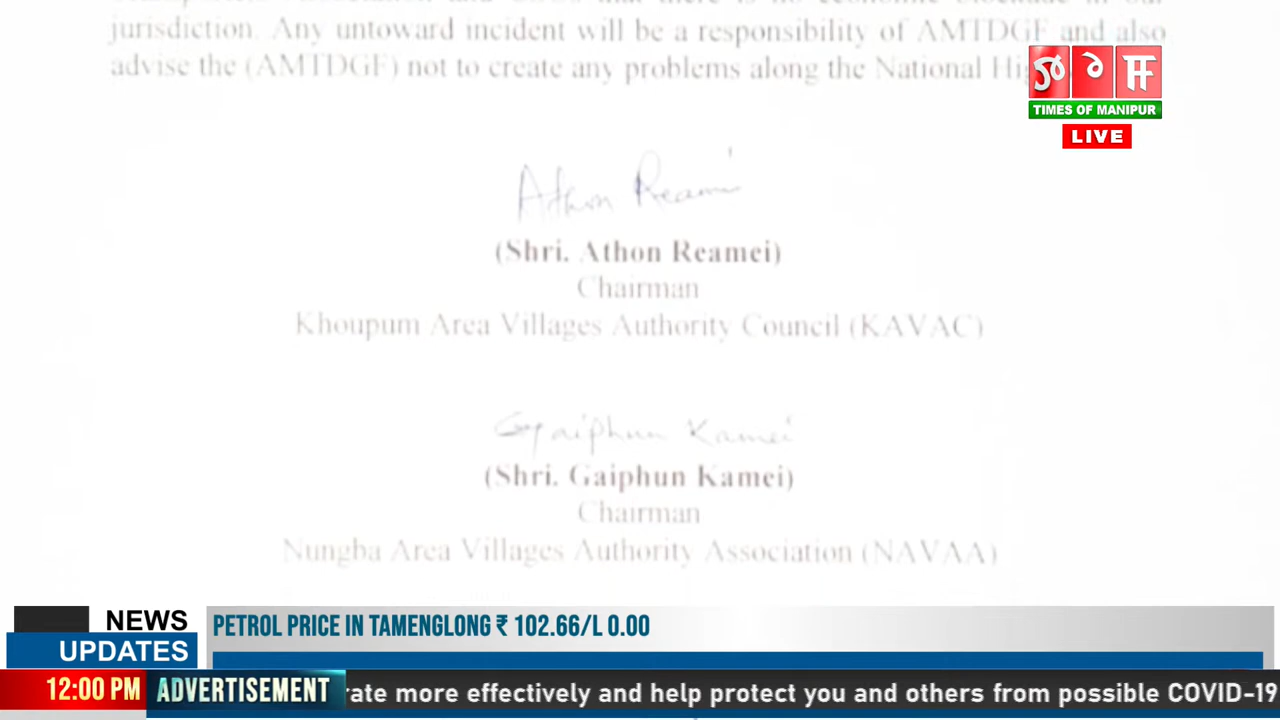 jurisdiction. Any untoward incident will be a responsibility of AMTDGF and also
advise the (AMTDGF) not to create any problems along the National
TIMES OF MANIPUR
LIVE
Athon Reamei
(Shri. Athon Reamei)
Chairman
Khoupum Area Villages Authority Council (KAVAC)
Gaiphun Kamei
(Shri. Gaiphun Kamei)
Chairman
Nungba Area Villages Authority Association (NAVAA)
NEWS
UPDATES
PETROL PRICE IN TAMENGLONG ₹ 102.66/L 0.00
12:00 PM
ADVERTISEMENT
rate more effectively and help protect you and others from possible COVID-19